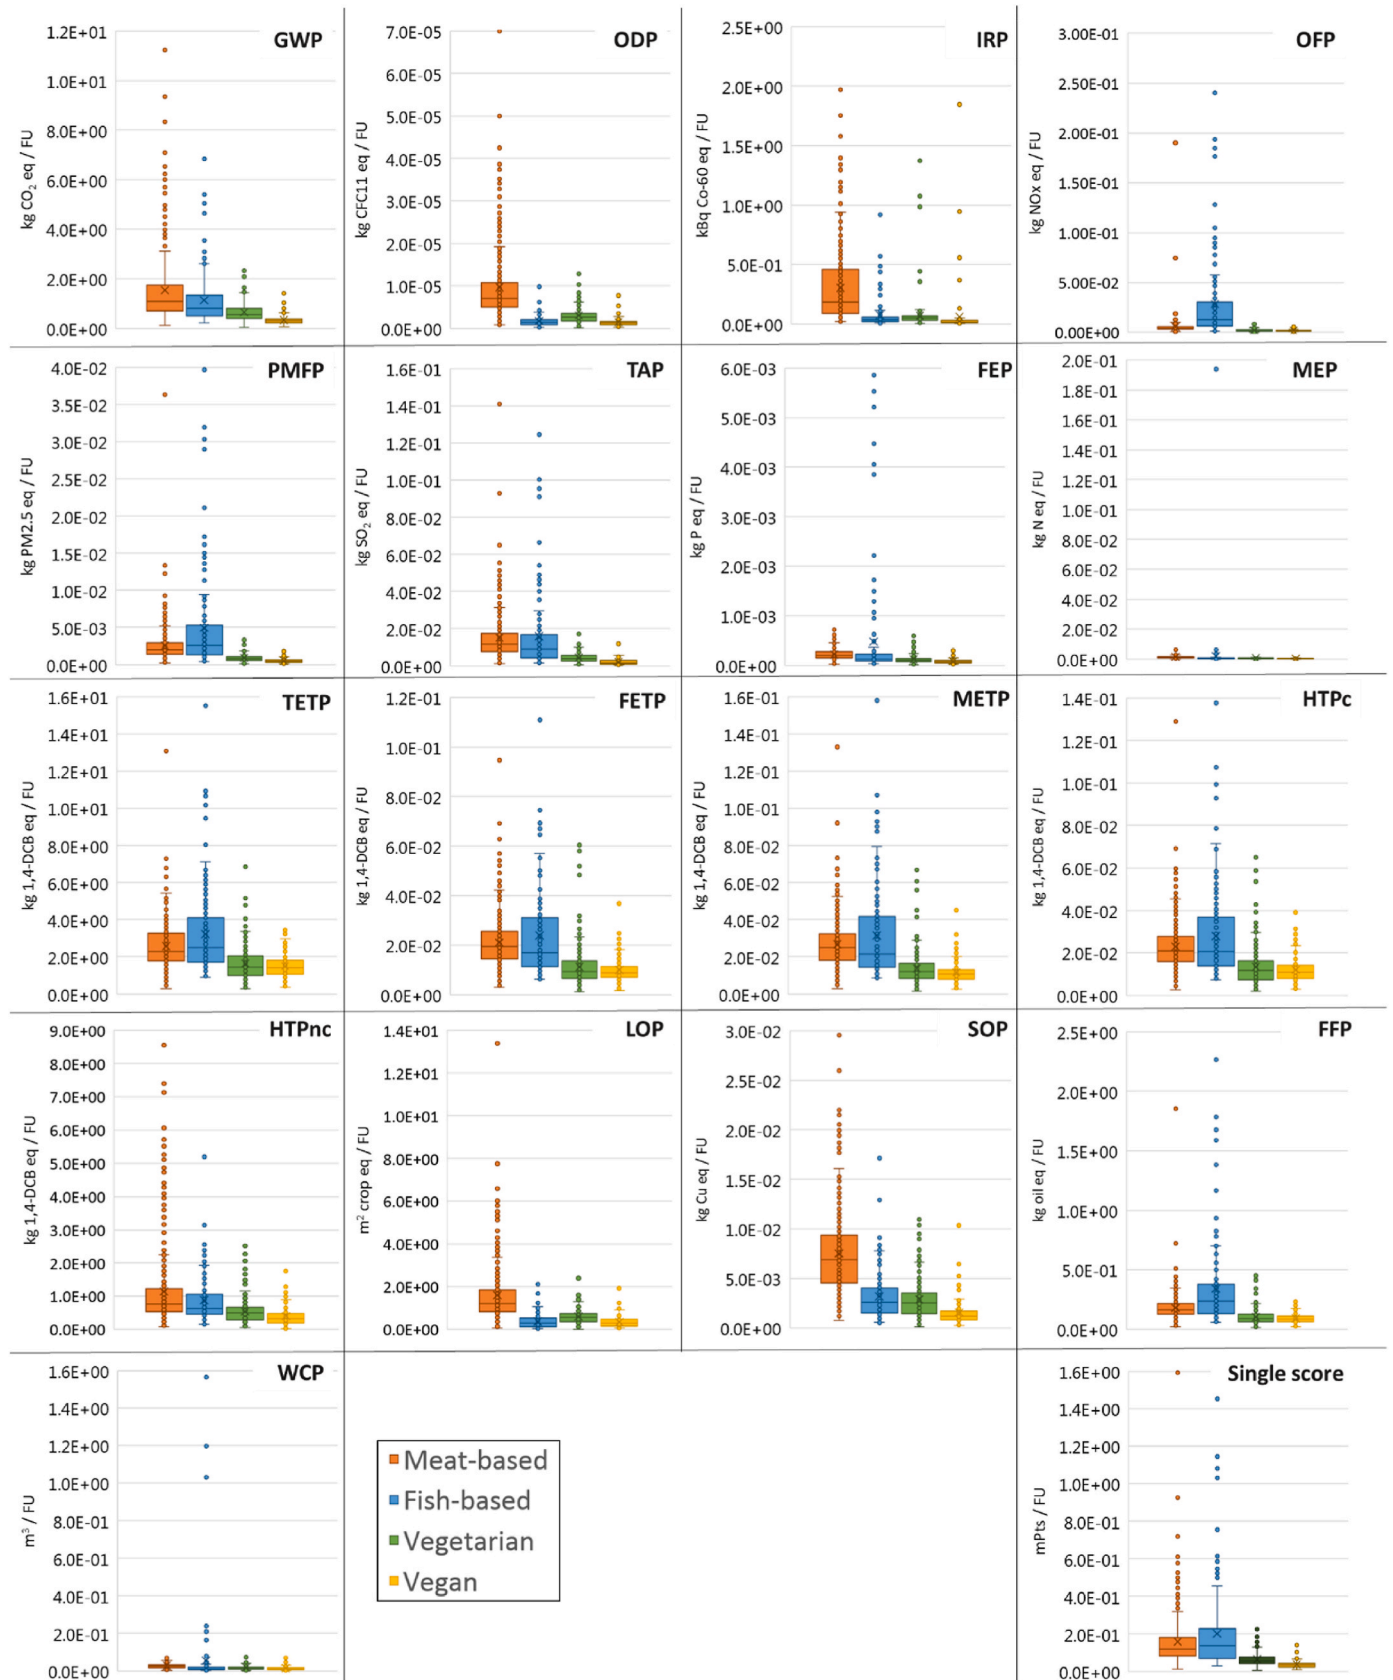 GWP
kg CO₂ eq / FU
1.2E+01
1.0E+01
8.0E+00
6.0E+00
4.0E+00
2.0E+00
0.0E+00
ODP
kg CFC11 eq / FU
7.0E-05
6.0E-05
5.0E-05
4.0E-05
3.0E-05
2.0E-05
1.0E-05
0.0E+00
IRP
kBq Co-60 eq / FU
2.5E+00
2.0E+00
1.5E+00
1.0E+00
5.0E-01
0.0E+00
OFP
kg NOx eq / FU
3.00E-01
2.50E-01
2.00E-01
1.50E-01
1.00E-01
5.00E-02
0.00E+00
PMFP
kg PM2.5 eq / FU
4.0E-02
3.5E-02
3.0E-02
2.5E-02
2.0E-02
1.5E-02
1.0E-02
5.0E-03
0.0E+00
TAP
kg SO₂ eq / FU
1.6E-01
1.4E-01
1.2E-01
1.0E-01
8.0E-02
6.0E-02
4.0E-02
2.0E-02
0.0E+00
FEP
kg P eq / FU
6.0E-03
5.0E-03
4.0E-03
3.0E-03
2.0E-03
1.0E-03
0.0E+00
MEP
kg N eq / FU
2.0E-01
1.8E-01
1.6E-01
1.4E-01
1.2E-01
1.0E-01
8.0E-02
6.0E-02
4.0E-02
2.0E-02
0.0E+00
TETP
kg 1,4-DCB eq / FU
1.6E+01
1.4E+01
1.2E+01
1.0E+01
8.0E+00
6.0E+00
4.0E+00
2.0E+00
0.0E+00
FETP
kg 1,4-DCB eq / FU
1.2E-01
1.0E-01
8.0E-02
6.0E-02
4.0E-02
2.0E-02
0.0E+00
METP
kg 1,4-DCB eq / FU
1.6E-01
1.4E-01
1.2E-01
1.0E-01
8.0E-02
6.0E-02
4.0E-02
2.0E-02
0.0E+00
HTPc
kg 1,4-DCB eq / FU
1.4E-01
1.2E-01
1.0E-01
8.0E-02
6.0E-02
4.0E-02
2.0E-02
0.0E+00
HTPnc
kg 1,4-DCB eq / FU
9.0E+00
8.0E+00
7.0E+00
6.0E+00
5.0E+00
4.0E+00
3.0E+00
2.0E+00
1.0E+00
0.0E+00
LOP
m² crop eq / FU
1.4E+01
1.2E+01
1.0E+01
8.0E+00
6.0E+00
4.0E+00
2.0E+00
0.0E+00
SOP
kg Cu eq / FU
3.0E-02
2.5E-02
2.0E-02
1.5E-02
1.0E-02
5.0E-03
0.0E+00
FFP
kg oil eq / FU
2.5E+00
2.0E+00
1.5E+00
1.0E+00
5.0E-01
0.0E+00
WCP
m³ / FU
1.6E+00
1.4E+00
1.2E+00
1.0E+00
8.0E-01
6.0E-01
4.0E-01
2.0E-01
0.0E+00
Meat-based
Fish-based
Vegetarian
Vegan
Single score
mPts / FU
1.6E+00
1.4E+00
1.2E+00
1.0E+00
8.0E-01
6.0E-01
4.0E-01
2.0E-01
0.0E+00